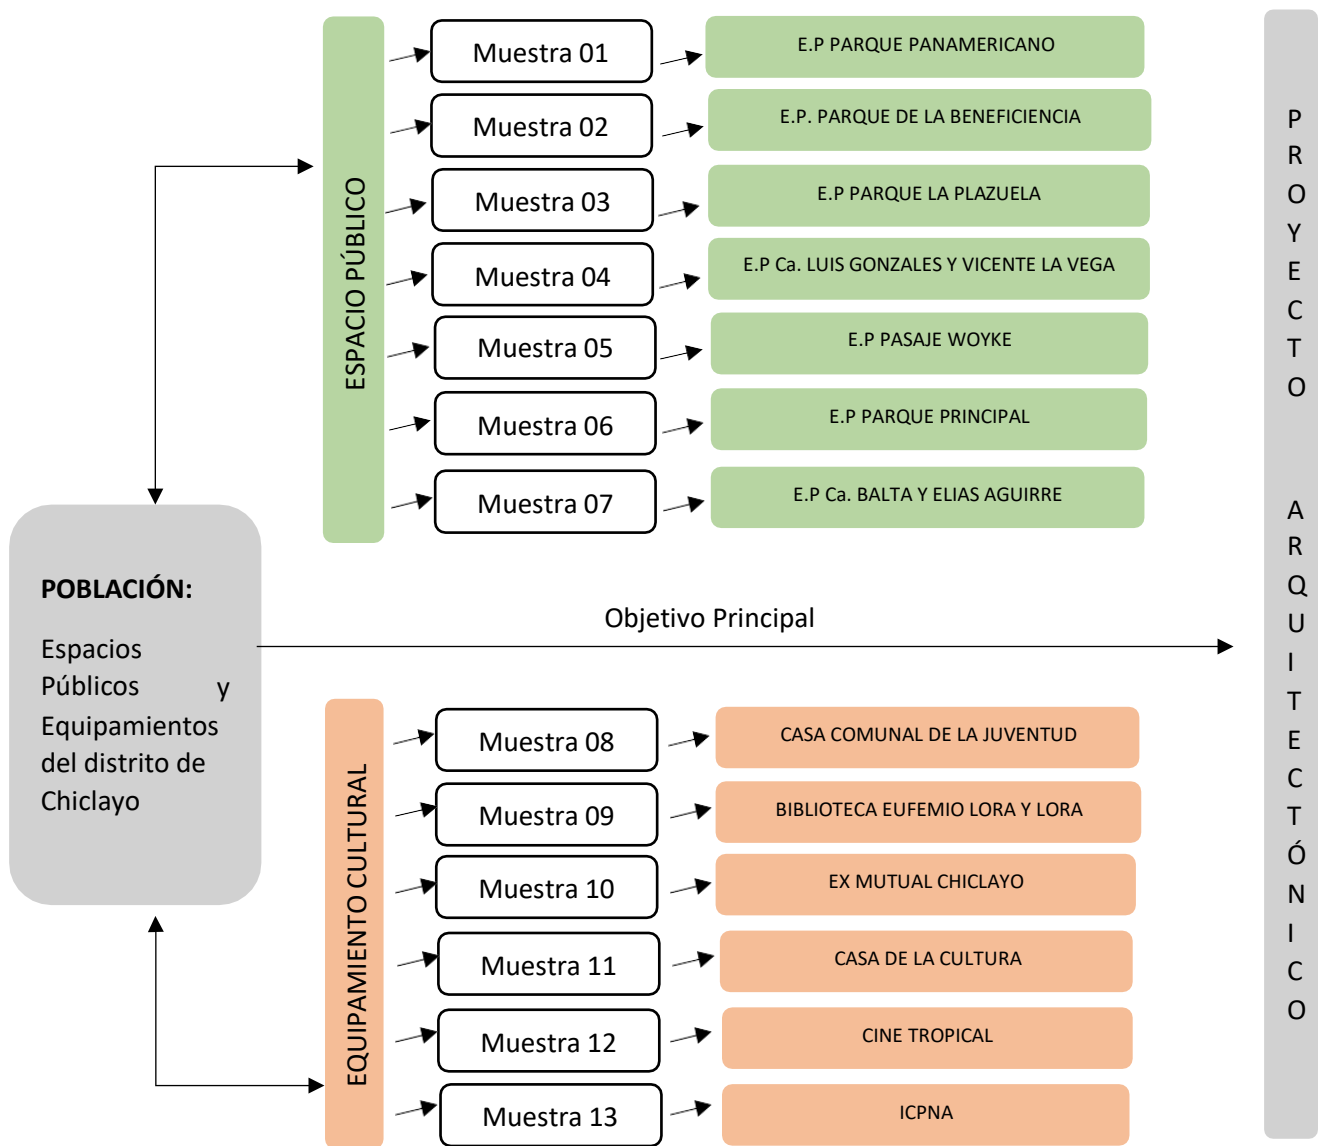 POBLACIÓN:
Espacios
Públicos y
Equipamientos
del distrito de
Chiclayo
ESPACIO PÚBLICO
Muestra 01
E.P PARQUE PANAMERICANO
Muestra 02
E.P. PARQUE DE LA BENEFICIENCIA
Muestra 03
E.P PARQUE LA PLAZUELA
Muestra 04
E.P Ca. LUIS GONZALES Y VICENTE LA VEGA
Muestra 05
E.P PASAJE WOYKE
Muestra 06
E.P PARQUE PRINCIPAL
Muestra 07
E.P Ca. BALTA Y ELIAS AGUIRRE
Objetivo Principal
EQUIPAMIENTO CULTURAL
Muestra 08
CASA COMUNAL DE LA JUVENTUD
Muestra 09
BIBLIOTECA EUFEMIO LORA Y LORA
Muestra 10
EX MUTUAL CHICLAYO
Muestra 11
CASA DE LA CULTURA
Muestra 12
CINE TROPICAL
Muestra 13
ICPNA
PROYECTO ARQUITECTÓNICO